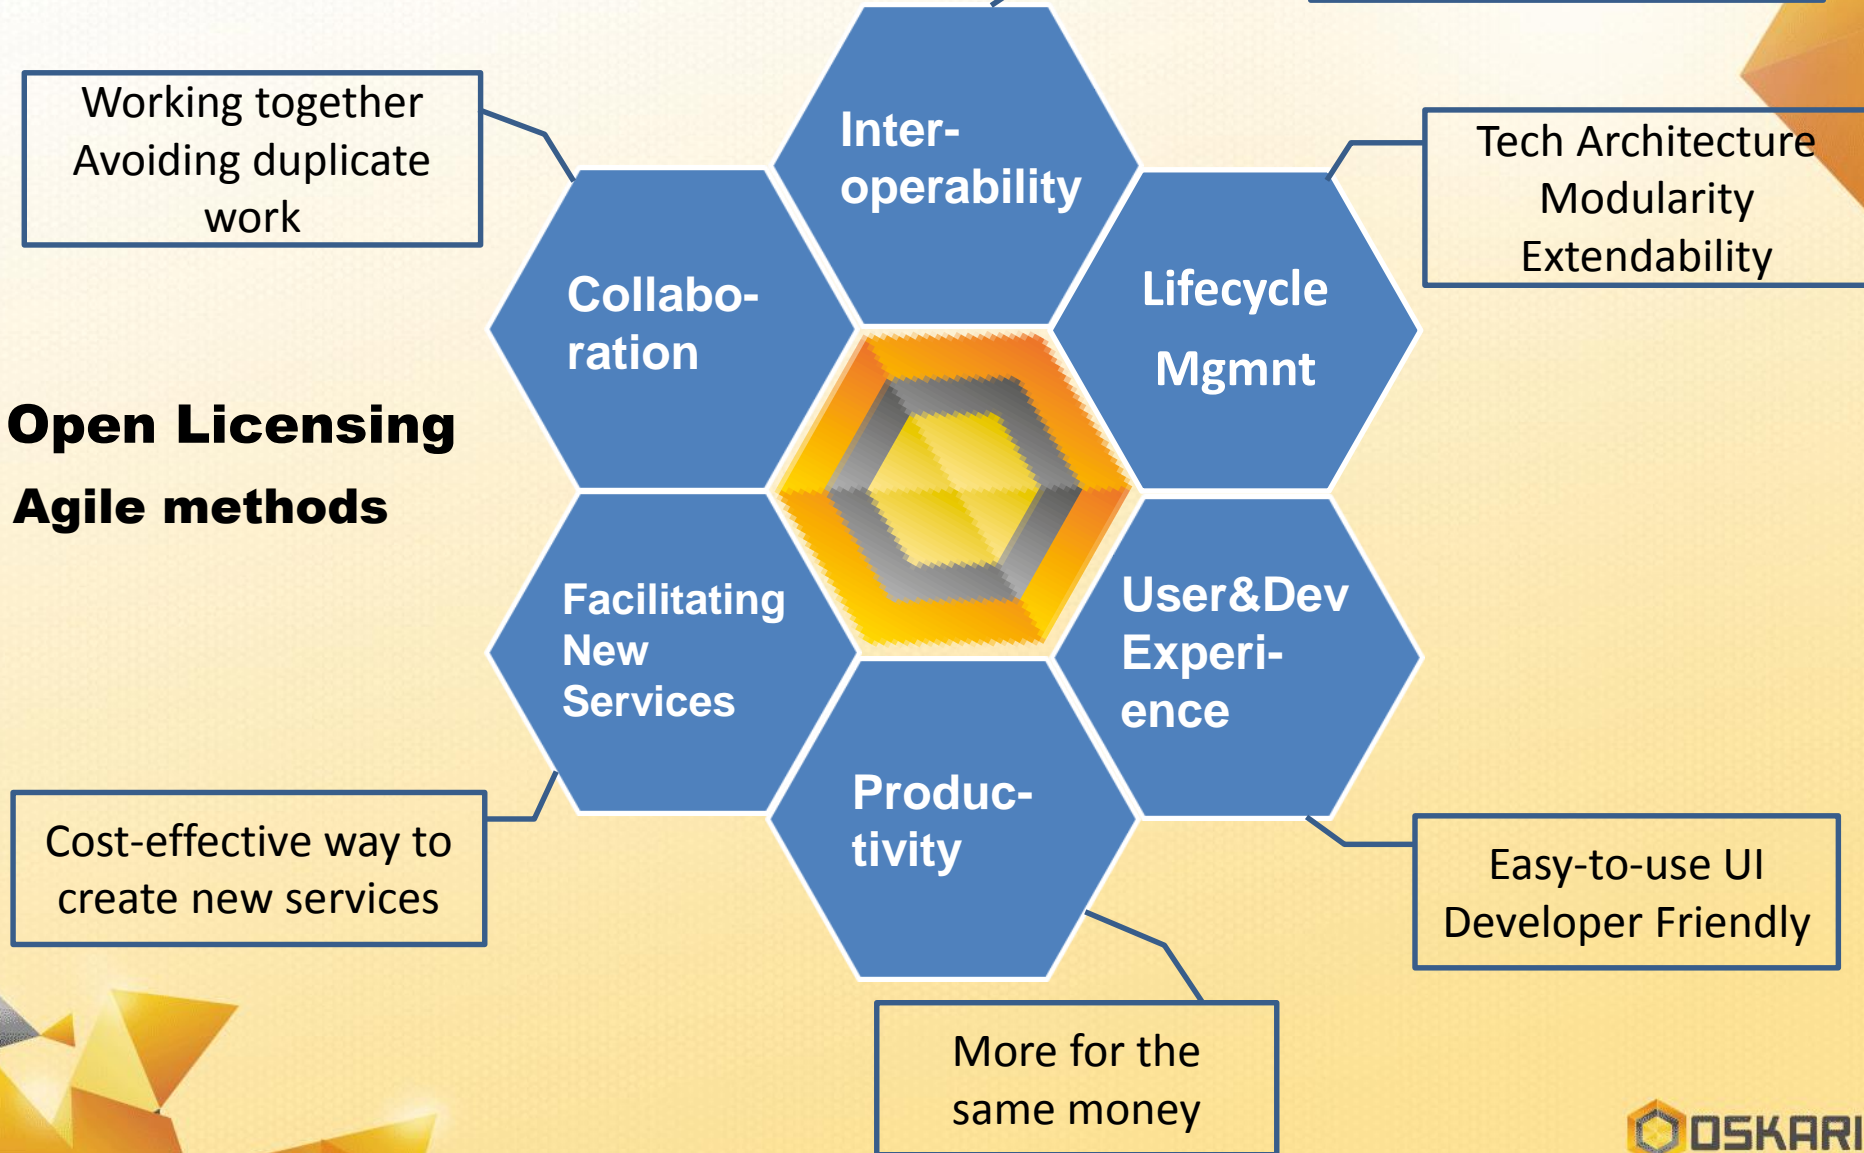 Working together
Avoiding duplicate
work
Inter-
operability
Tech Architecture
Modularity
Extendability
Collabo-
ration
Lifecycle
Mgmnt
Open Licensing
Agile methods
Facilitating
New
Services
User&Dev
Experi-
ence
Produc-
tivity
Cost-effective way to
create new services
Easy-to-use UI
Developer Friendly
More for the
same money
OSKARI